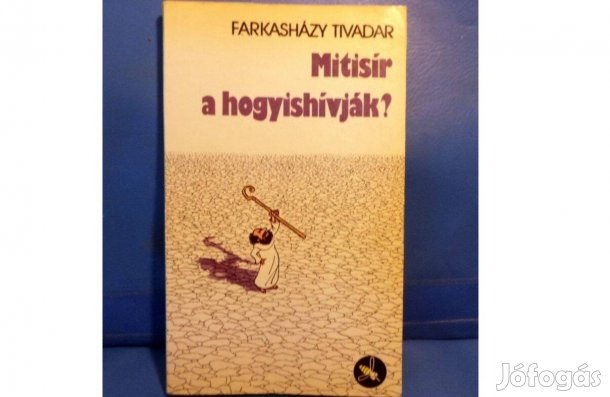 FARKASHÁZY TIVADAR
Mitisír
a hogyishívják?
Jófogás